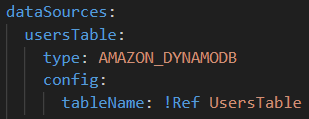 dataSources:
  usersTable:
    type: AMAZON_DYNAMODB
    config:
      tableName: !Ref UsersTable